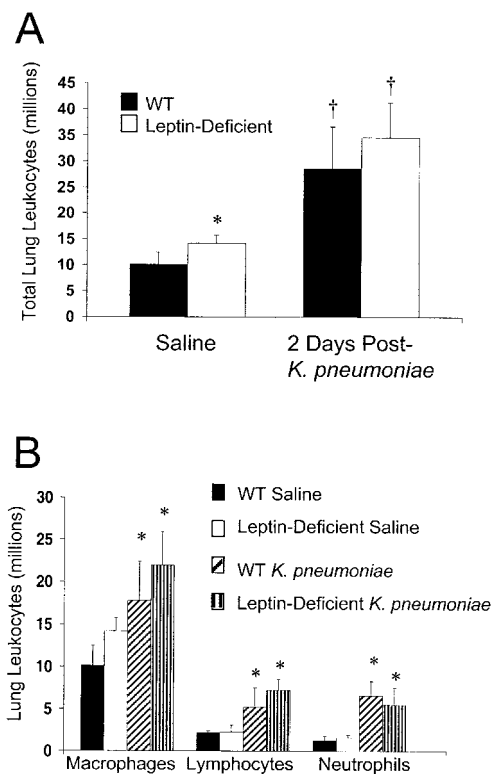 A
Total Lung Leukocytes (millions)
45
40
35
30
25
20
15
10
5
0
WT
Leptin-Deficient
*
†
†
Saline
2 Days Post-
K. pneumoniae
B
Lung Leukocytes (millions)
30
25
20
15
10
5
0
WT Saline
Leptin-Deficient Saline
WT K. pneumoniae
Leptin-Deficient K. pneumoniae
* *
* *
* *
Macrophages Lymphocytes Neutrophils